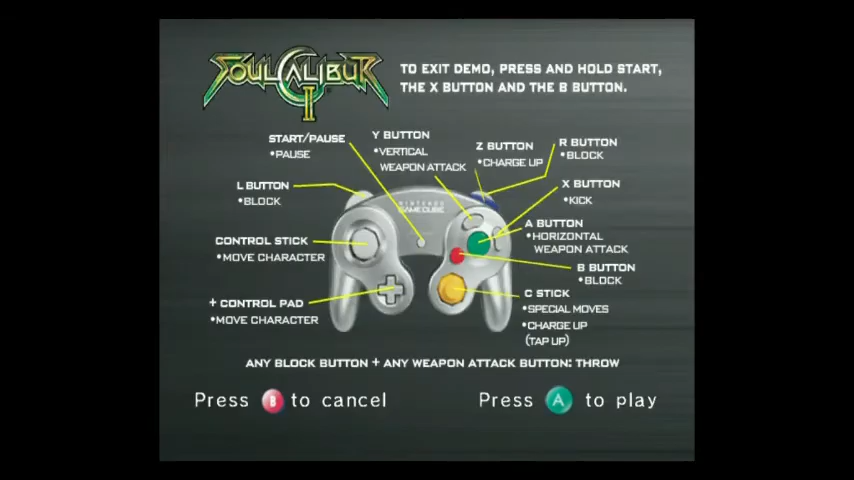 SOULCALIBUR
II
TO EXIT DEMO, PRESS AND HOLD START,
THE X BUTTON AND THE B BUTTON.
START/PAUSE
•PAUSE
Y BUTTON
•VERTICAL
WEAPON ATTACK
Z BUTTON
•CHARGE UP
R BUTTON
•BLOCK
L BUTTON
•BLOCK
X BUTTON
•KICK
NINTENDO
GAMECUBE
A BUTTON
•HORIZONTAL
WEAPON ATTACK
CONTROL STICK
•MOVE CHARACTER
B BUTTON
•BLOCK
+ CONTROL PAD
•MOVE CHARACTER
C STICK
•SPECIAL MOVES
•CHARGE UP
(TAP UP)
ANY BLOCK BUTTON + ANY WEAPON ATTACK BUTTON: THROW
Press B to cancel
Press A to play